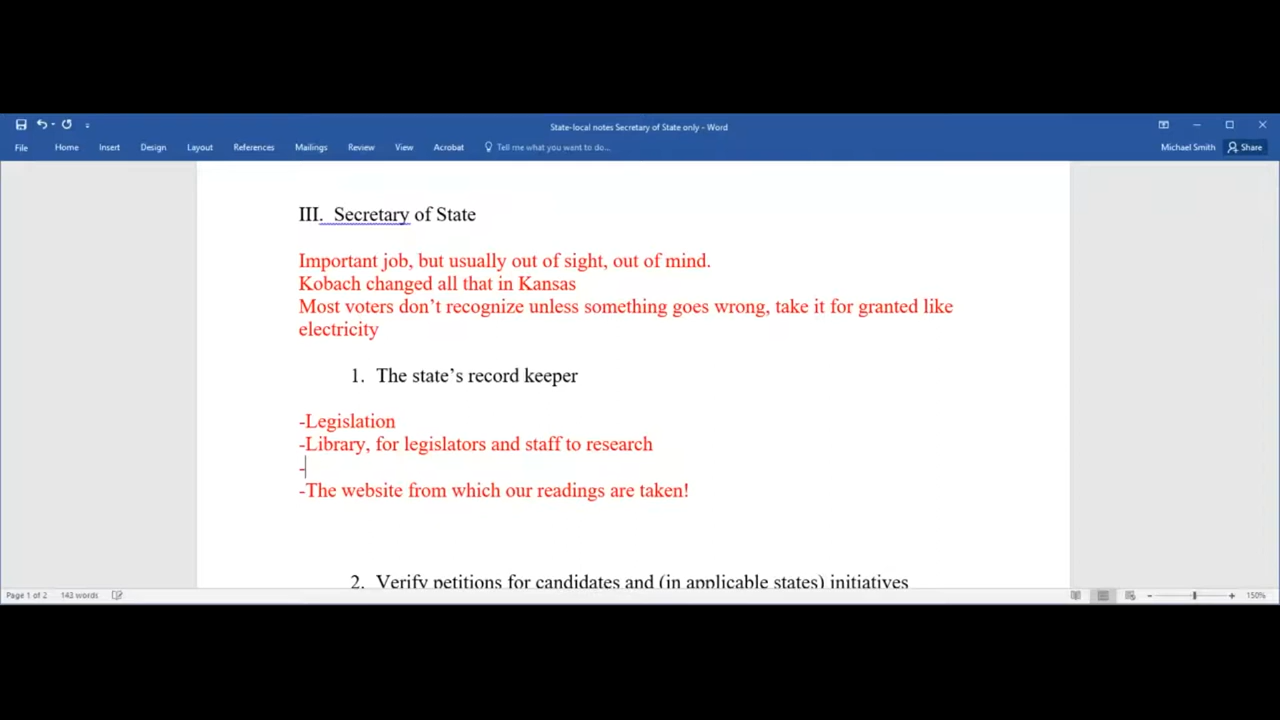 State-local notes Secretary of State only - Word
File Home Insert Design Layout References Mailings Review View Acrobat Tell me what you want to do... Michael Smith Share
III. Secretary of State
Important job, but usually out of sight, out of mind.
Kobach changed all that in Kansas
Most voters don’t recognize unless something goes wrong, take it for granted like
electricity
1. The state’s record keeper
-Legislation
-Library, for legislators and staff to research
-
-The website from which our readings are taken!
2. Verify petitions for candidates and (in applicable states) initiatives
Page 1 of 2 143 words 150%